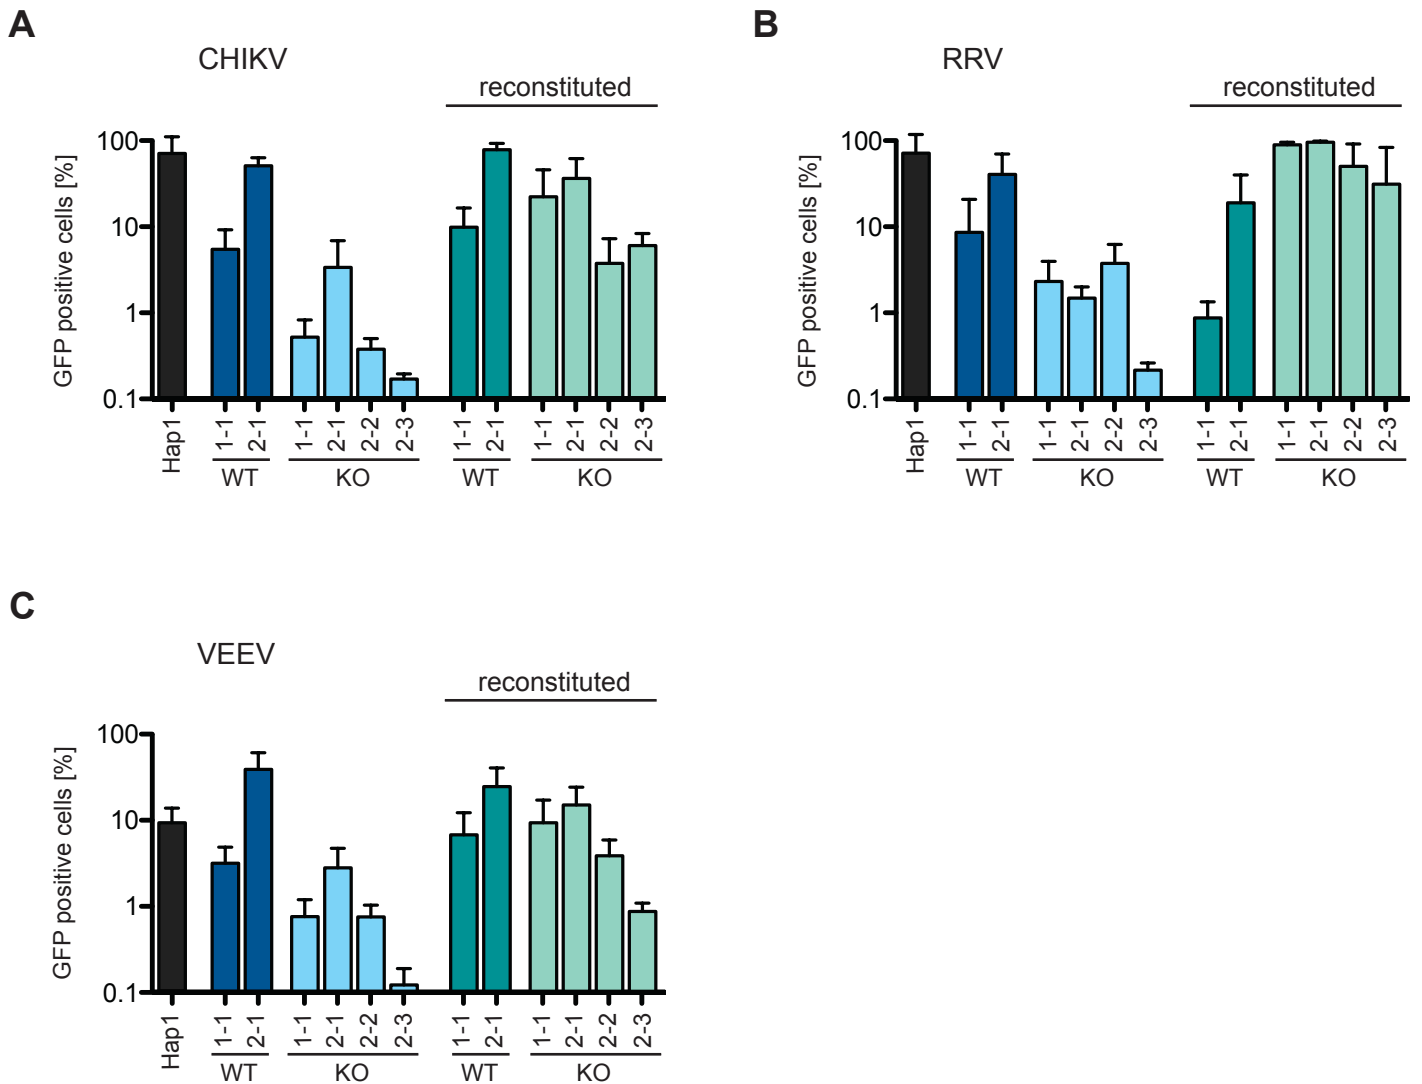 A
CHIKV
reconstituted
GFP positive cells [%]
100
10
1
0.1
Hap1
1-1
2-1
1-1
2-1
2-2
2-3
1-1
2-1
1-1
2-1
2-2
2-3
WT
KO
WT
KO
B
RRV
reconstituted
GFP positive cells [%]
100
10
1
0.1
Hap1
1-1
2-1
1-1
2-1
2-2
2-3
1-1
2-1
1-1
2-1
2-2
2-3
WT
KO
WT
KO
C
VEEV
reconstituted
GFP positive cells [%]
100
10
1
0.1
Hap1
1-1
2-1
1-1
2-1
2-2
2-3
1-1
2-1
1-1
2-1
2-2
2-3
WT
KO
WT
KO